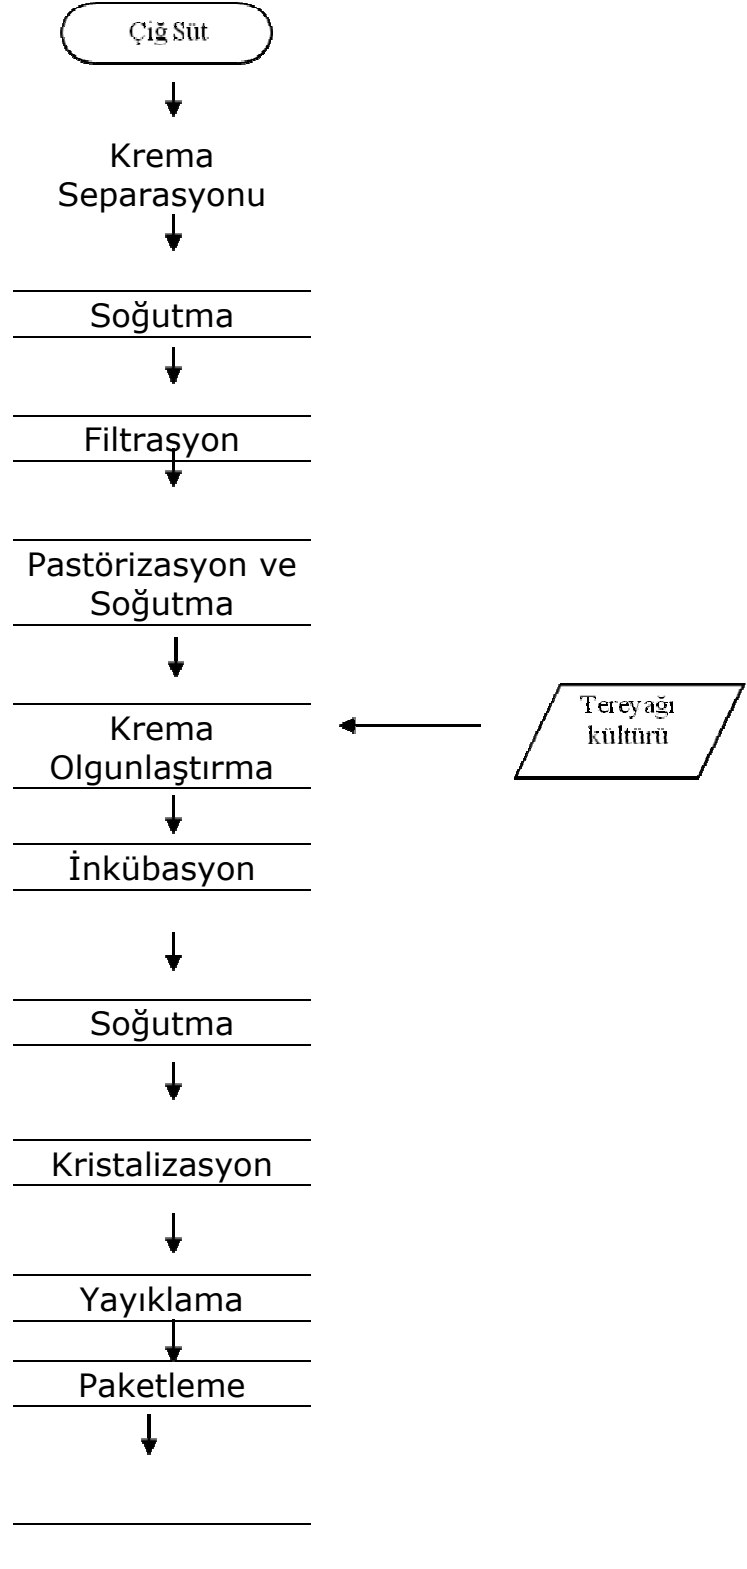 Çiğ Süt
Krema
Separasyonu
Soğutma
Filtrasyon
Pastörizasyon ve
Soğutma
Krema
Olgunlaştırma
Tereyağı
kültürü
İnkübasyon
Soğutma
Kristalizasyon
Yayıklama
Paketleme